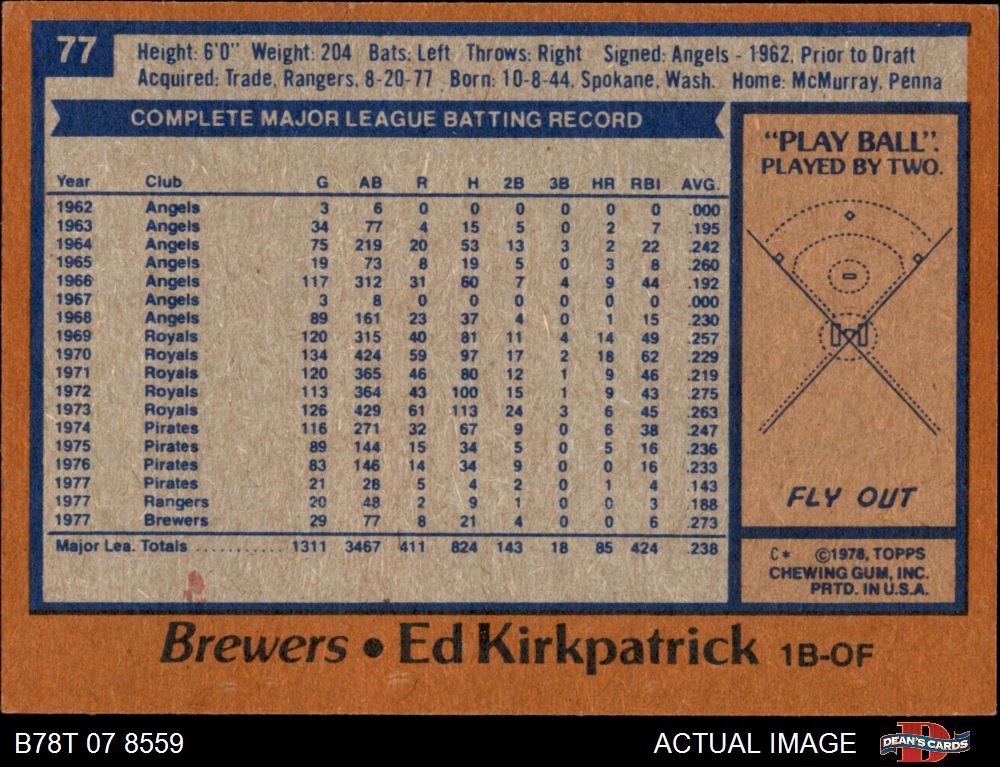 77
Height: 6'0" Weight: 204 Bats: Left Throws: Right Signed: Angels - 1962, Prior to Draft
Acquired: Trade, Rangers, 8-20-77 Born: 10-8-44, Spokane, Wash. Home: McMurray, Penna
COMPLETE MAJOR LEAGUE BATTING RECORD
Year Club G AB R H 2B 3B HR RBI AVG.
1962 Angels 3 6 0 0 0 0 0 0 .000
1963 Angels 34 77 4 15 5 0 2 7 .195
1964 Angels 75 219 20 53 13 3 2 22 .242
1965 Angels 19 73 8 19 5 0 3 8 .260
1966 Angels 117 312 31 60 7 4 9 44 .192
1967 Angels 3 8 0 0 0 0 0 0 .000
1968 Angels 89 161 23 37 4 0 1 15 .230
1969 Royals 120 315 40 81 11 4 14 49 .257
1970 Royals 134 424 59 97 17 2 18 62 .229
1971 Royals 120 365 46 80 12 1 9 46 .219
1972 Royals 113 364 43 100 15 1 9 43 .275
1973 Royals 126 429 61 113 24 3 6 45 .263
1974 Pirates 116 271 32 67 9 0 6 38 .247
1975 Pirates 89 144 15 34 5 0 5 16 .236
1976 Pirates 83 146 14 34 9 0 0 16 .233
1977 Pirates 21 28 5 4 2 0 1 4 .143
1977 Rangers 20 48 2 9 1 0 0 3 .188
1977 Brewers 29 77 8 21 4 0 0 6 .273
Major Lea. Totals ........... 1311 3467 411 824 143 18 85 424 .238
"PLAY BALL".
PLAYED BY TWO.
FLY OUT
C* ©1978, TOPPS
CHEWING GUM, INC.
PRTD. IN U.S.A.
Brewers • Ed Kirkpatrick 1B-OF
B78T 07 8559 ACTUAL IMAGE D DEAN'S CARDS